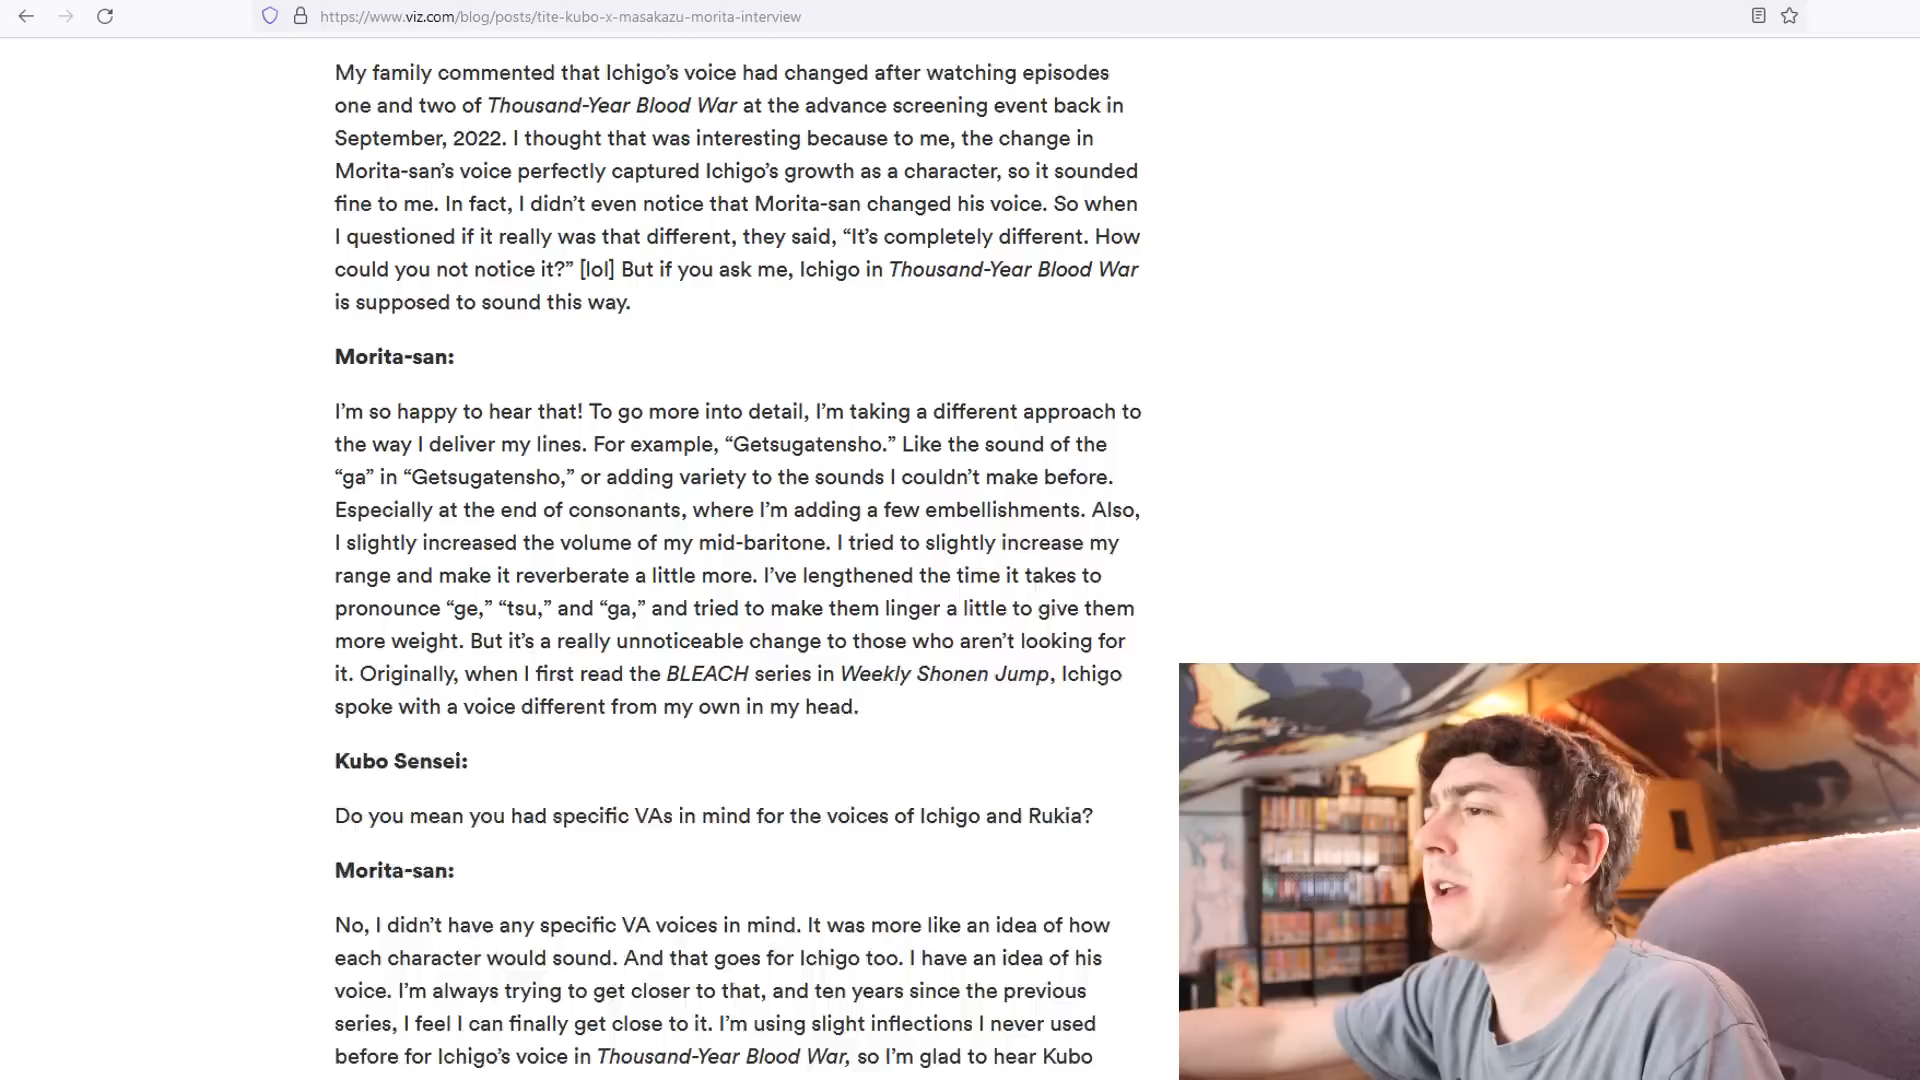 https://www.viz.com/blog/posts/tite-kubo-x-masakazu-morita-interview
My family commented that Ichigo’s voice had changed after watching episodes
one and two of Thousand-Year Blood War at the advance screening event back in
September, 2022. I thought that was interesting because to me, the change in
Morita-san’s voice perfectly captured Ichigo’s growth as a character, so it sounded
fine to me. In fact, I didn’t even notice that Morita-san changed his voice. So when
I questioned if it really was that different, they said, “It’s completely different. How
could you not notice it?” [lol] But if you ask me, Ichigo in Thousand-Year Blood War
is supposed to sound this way.
Morita-san:
I’m so happy to hear that! To go more into detail, I’m taking a different approach to
the way I deliver my lines. For example, “Getsugatensho.” Like the sound of the
“ga” in “Getsugatensho,” or adding variety to the sounds I couldn’t make before.
Especially at the end of consonants, where I’m adding a few embellishments. Also,
I slightly increased the volume of my mid-baritone. I tried to slightly increase my
range and make it reverberate a little more. I’ve lengthened the time it takes to
pronounce “ge,” “tsu,” and “ga,” and tried to make them linger a little to give them
more weight. But it’s a really unnoticeable change to those who aren’t looking for
it. Originally, when I first read the BLEACH series in Weekly Shonen Jump, Ichigo
spoke with a voice different from my own in my head.
Kubo Sensei:
Do you mean you had specific VAs in mind for the voices of Ichigo and Rukia?
Morita-san:
No, I didn’t have any specific VA voices in mind. It was more like an idea of how
each character would sound. And that goes for Ichigo too. I have an idea of his
voice. I’m always trying to get closer to that, and ten years since the previous
series, I feel I can finally get close to it. I’m using slight inflections I never used
before for Ichigo’s voice in Thousand-Year Blood War, so I’m glad to hear Kubo